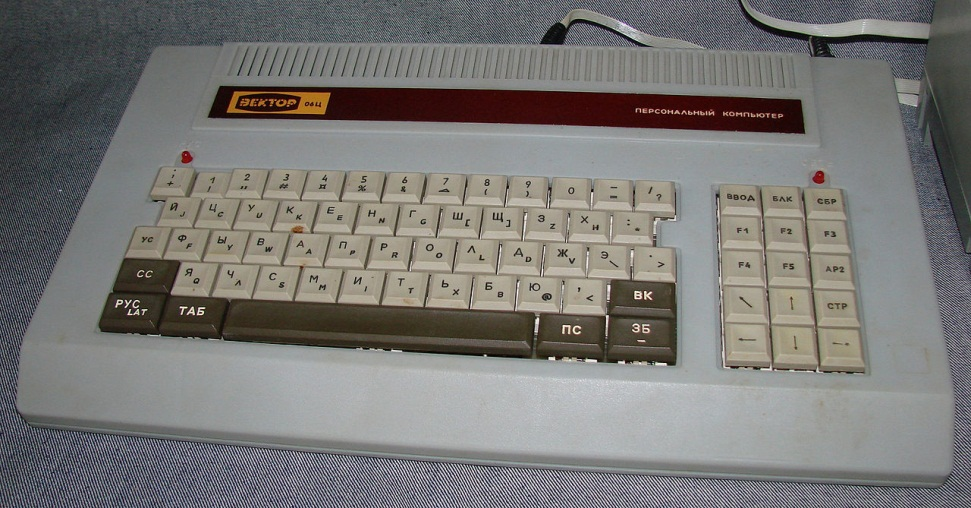 ВЕКТОР 06Ц
ПЕРСОНАЛЬНЫЙ КОМПЬЮТЕР
; + 1 ! 2 " 3 # 4 ¤ 5 % 6 & 7 ' 8 ( 9 ) 0 – = / ?
Й J Ц C У U К K Е E Н N Г G Ш [ Щ ] З Z Х H : *
УС Ф F Ы Y В W А A П P Р R О O Л L Д D Ж V Э \ . >
СС Я Q Ч ^ С S М M И I Т T Ь X Б B Ю @ , < ВК
РУС LAT ТАБ ПС ЗБ –
ВВОД БЛК СБР
F1 F2 F3
F4 F5 АР2
↖ ↑ СТР
← ↓ →